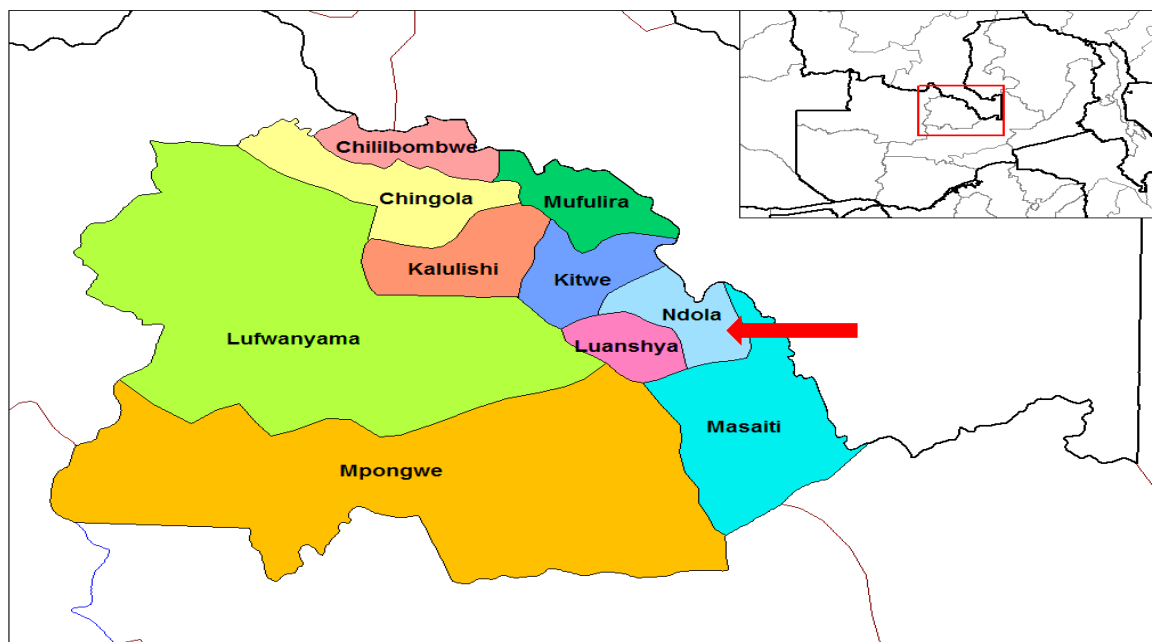 Chililbombwe
Chingola
Mufulira
Kalulishi
Kitwe
Ndola
Lufwanyama
Luanshya
Masaiti
Mpongwe